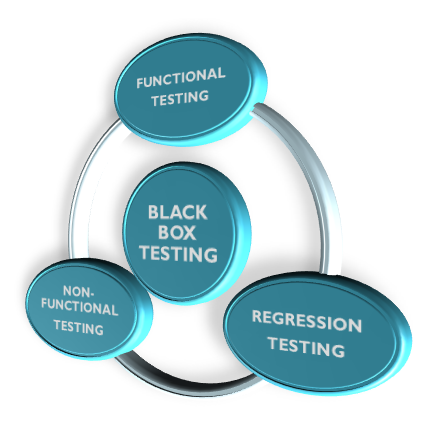 FUNCTIONAL
TESTING
BLACK
BOX
TESTING
NON-
FUNCTIONAL
TESTING
REGRESSION
TESTING